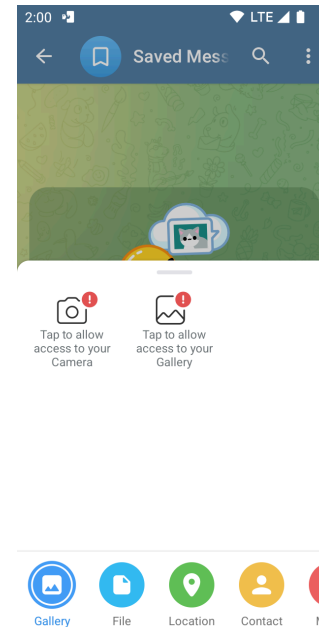 2:00 LTE
Saved Mess
Tap to allow
access to your
Camera
Tap to allow
access to your
Gallery
Gallery File Location Contact